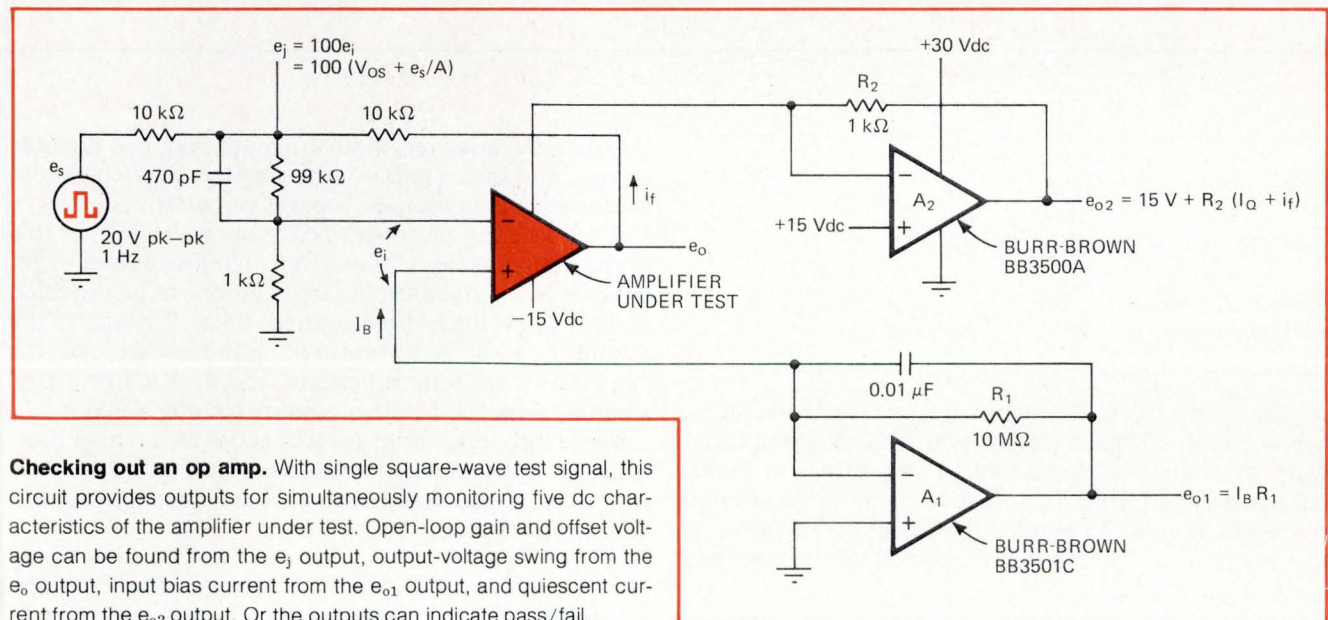 e_j = 100e_i
= 100 (V_OS + e_s/A)
+30 Vdc
10 kΩ
10 kΩ
R_2
1 kΩ
e_s
470 pF
99 kΩ
i_f
A_2
e_o2 = 15 V + R_2 (I_Q + i_f)
+15 Vdc
20 V pk–pk
1 Hz
e_i
e_o
BURR-BROWN
BB3500A
1 kΩ
AMPLIFIER
UNDER TEST
I_B
–15 Vdc
0.01 μF
R_1
10 MΩ
A_1
e_o1 = I_B R_1
BURR-BROWN
BB3501C
Checking out an op amp. With single square-wave test signal, this
circuit provides outputs for simultaneously monitoring five dc char-
acteristics of the amplifier under test. Open-loop gain and offset volt-
age can be found from the e_j output, output-voltage swing from the
e_o output, input bias current from the e_o1 output, and quiescent cur-
rent from the e_o2 output. Or the outputs can indicate pass/fail.